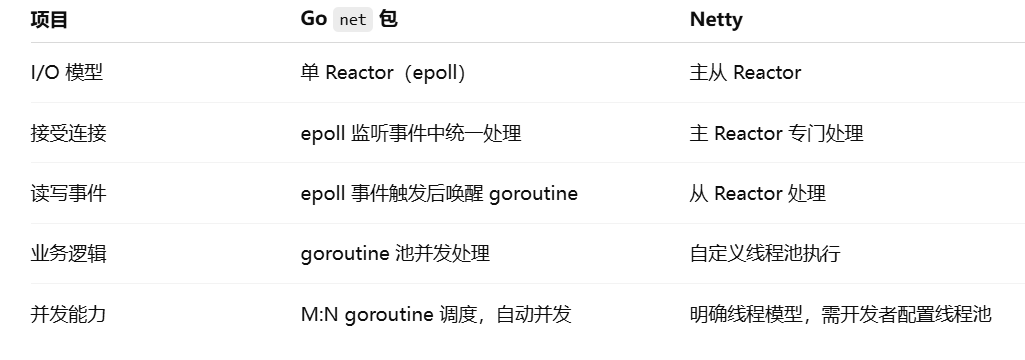 项目 Go net 包 Netty
I/O 模型 单 Reactor（epoll） 主从 Reactor
接受连接 epoll 监听事件中统一处理 主 Reactor 专门处理
读写事件 epoll 事件触发后唤醒 goroutine 从 Reactor 处理
业务逻辑 goroutine 池并发处理 自定义线程池执行
并发能力 M:N goroutine 调度，自动并发 明确线程模型，需开发者配置线程池